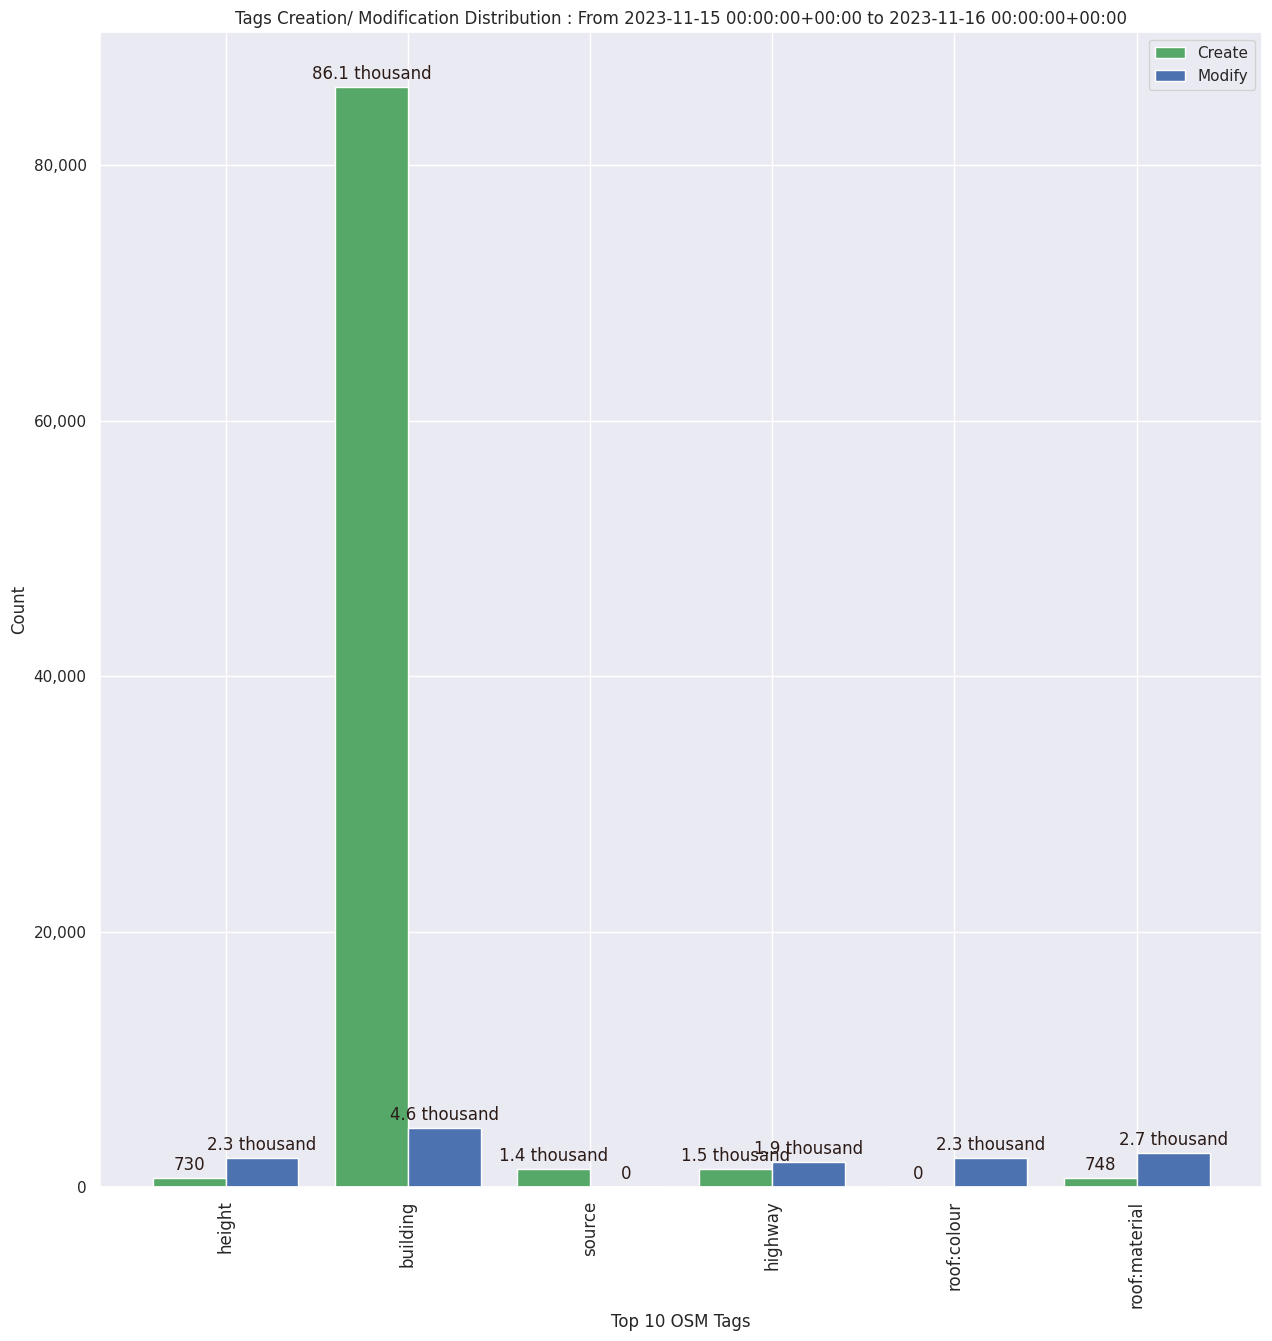 Tags Creation/ Modification Distribution : From 2023-11-15 00:00:00+00:00 to 2023-11-16 00:00:00+00:00
Create
Modify
86.1 thousand
80,000
60,000
40,000
20,000
0
Count
730
2.3 thousand
4.6 thousand
1.4 thousand
0
1.5 thousand
1.9 thousand
0
2.3 thousand
748
2.7 thousand
height
building
source
highway
roof:colour
roof:material
Top 10 OSM Tags